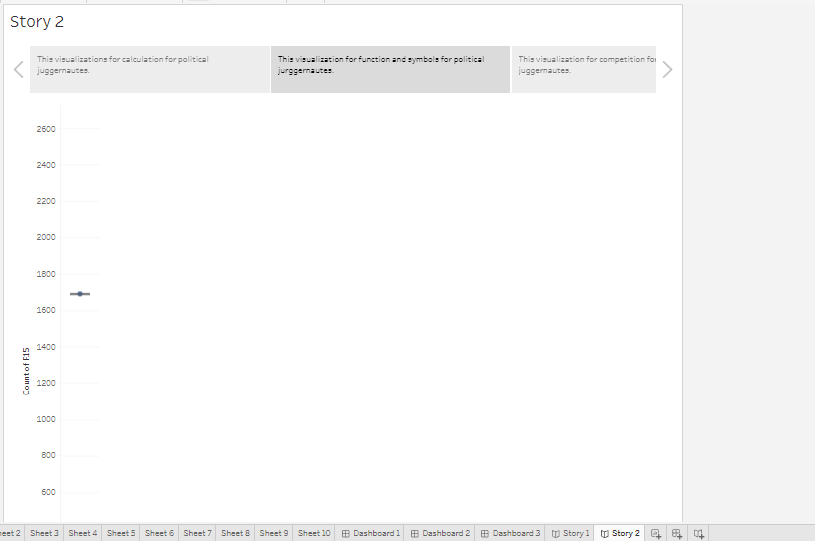 Story 2
This visualizations for calculation for political
juggernautes.
This visualization for function and symbols for political
jurggernautes.
This visualization for competition for
juggernautes.
2600
2400
2200
2000
1800
1600
1400
1200
1000
800
600
Count of F15
eet 2
Sheet 3
Sheet 4
Sheet 5
Sheet 6
Sheet 7
Sheet 8
Sheet 9
Sheet 10
Dashboard 1
Dashboard 2
Dashboard 3
Story 1
Story 2